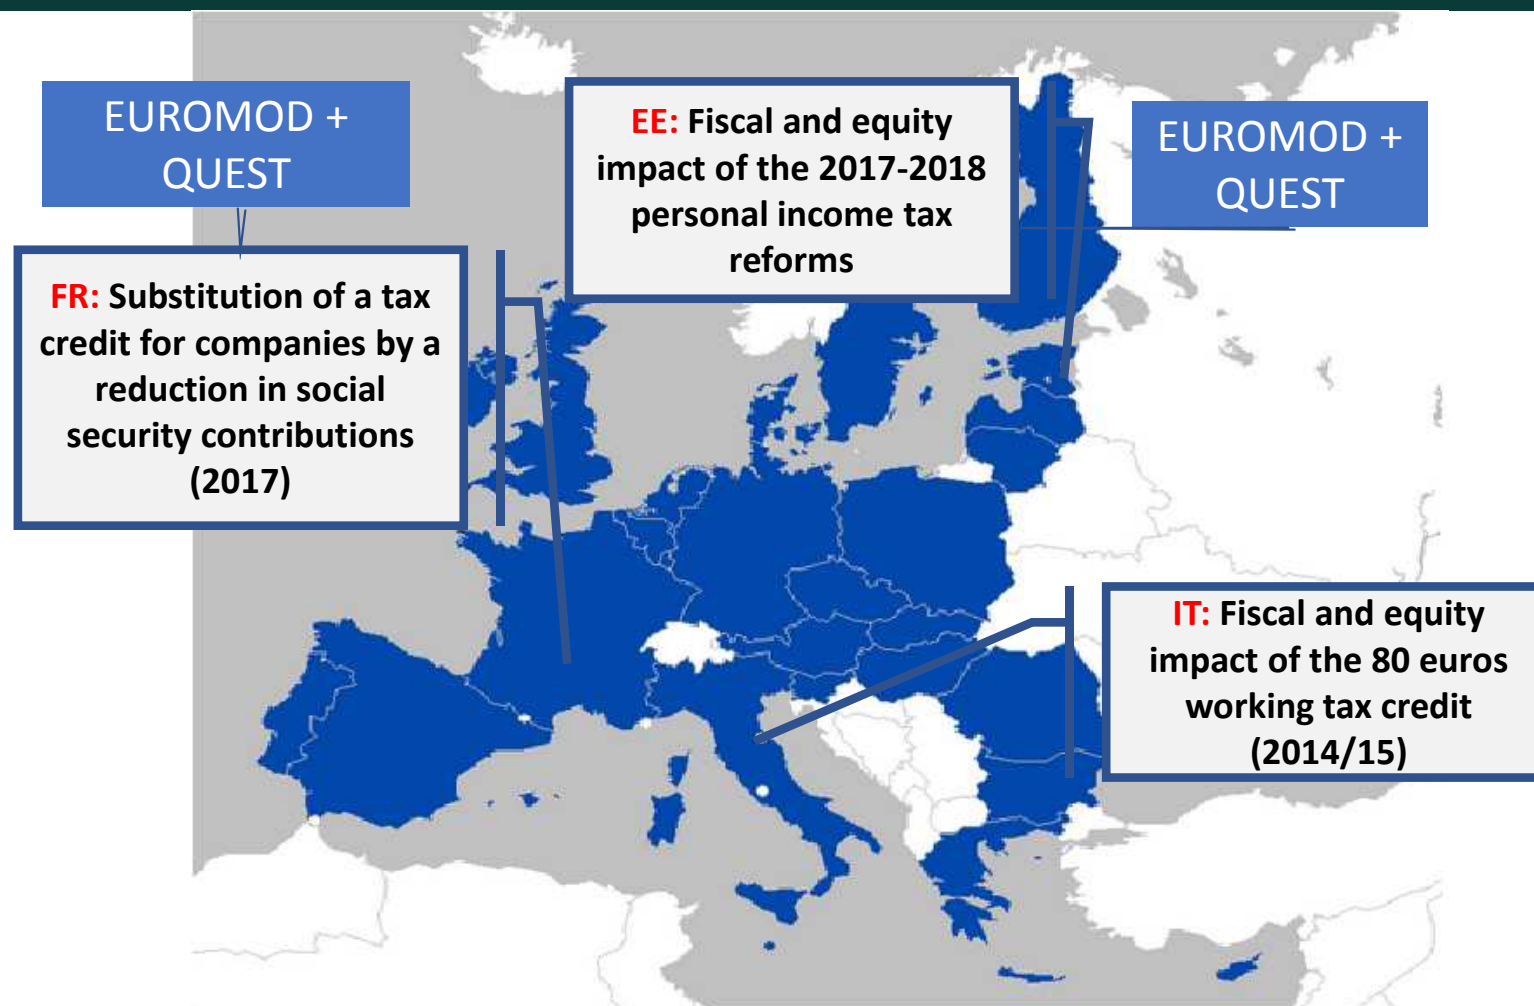 EUROMOD +
QUEST
FR: Substitution of a tax
credit for companies by a
reduction in social
security contributions
(2017)
EE: Fiscal and equity
impact of the 2017-2018
personal income tax
reforms
EUROMOD +
QUEST
IT: Fiscal and equity
impact of the 80 euros
working tax credit
(2014/15)